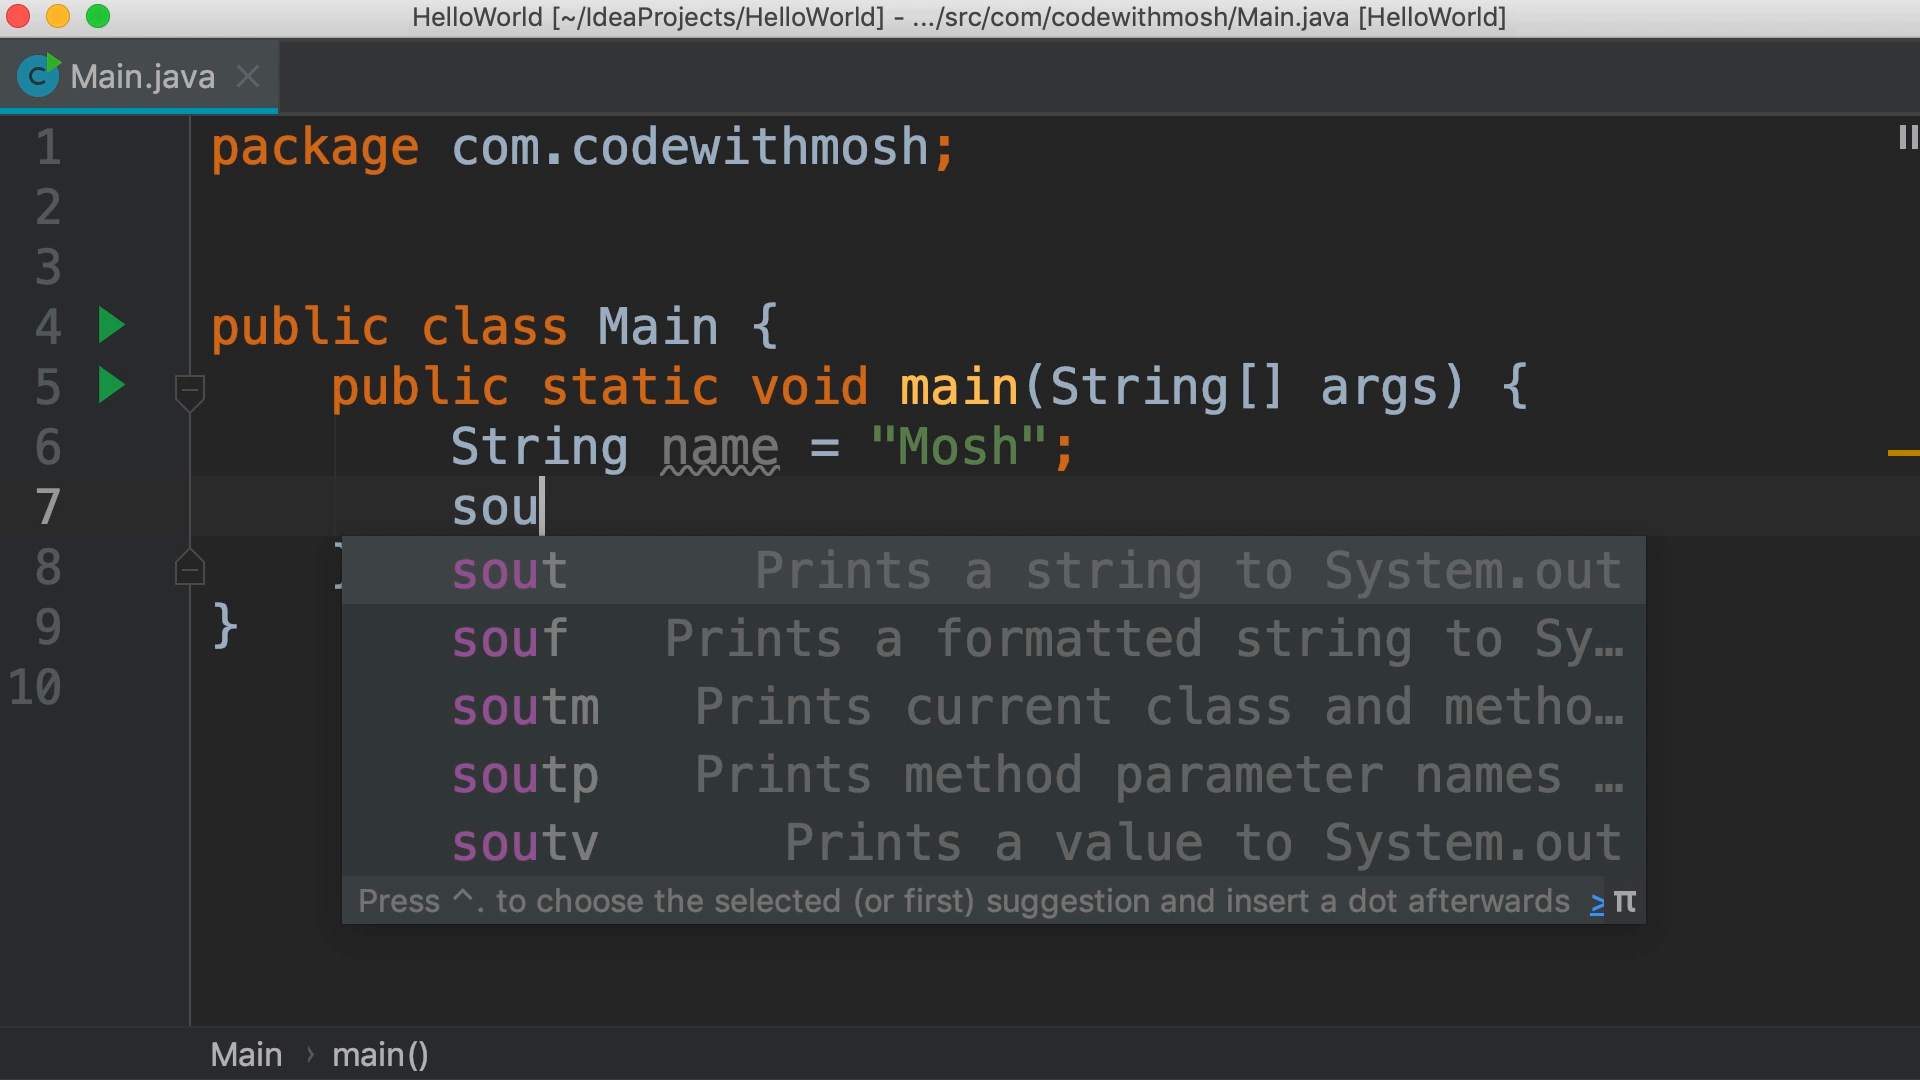 HelloWorld [~/IdeaProjects/HelloWorld] - .../src/com/codewithmosh/Main.java [HelloWorld]
Main.java
1 package com.codewithmosh;
2
3
4 public class Main {
5 public static void main(String[] args) {
6 String name = "Mosh";
7 sou
8 }
sout Prints a string to System.out
9 }
souf Prints a formatted string to Sy…
10
soutm Prints current class and metho…
soutp Prints method parameter names …
soutv Prints a value to System.out
Press ^. to choose the selected (or first) suggestion and insert a dot afterwards ≥ π
Main › main()